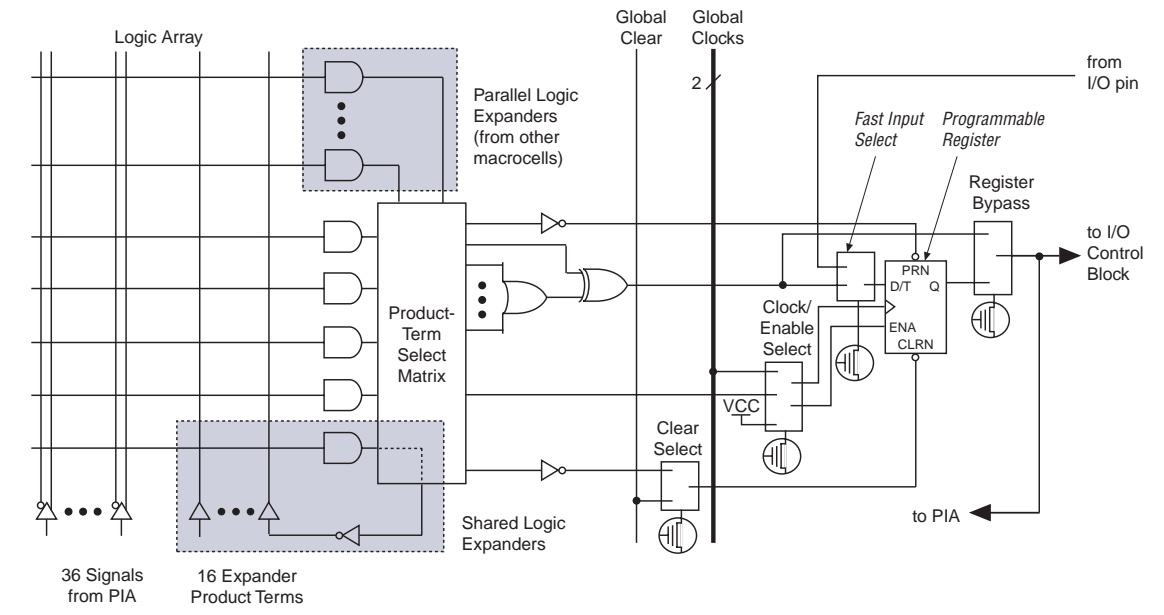 Logic Array
Global
Clear
Global
Clocks
2
from
I/O pin
Parallel Logic
Expanders
(from other
macrocells)
Fast Input
Select
Programmable
Register
Register
Bypass
to I/O
Control
Block
PRN
D/T Q
ENA
CLRN
Clock/
Enable
Select
Product-
Term
Select
Matrix
VCC
Clear
Select
to PIA
Shared Logic
Expanders
36 Signals
from PIA
16 Expander
Product Terms